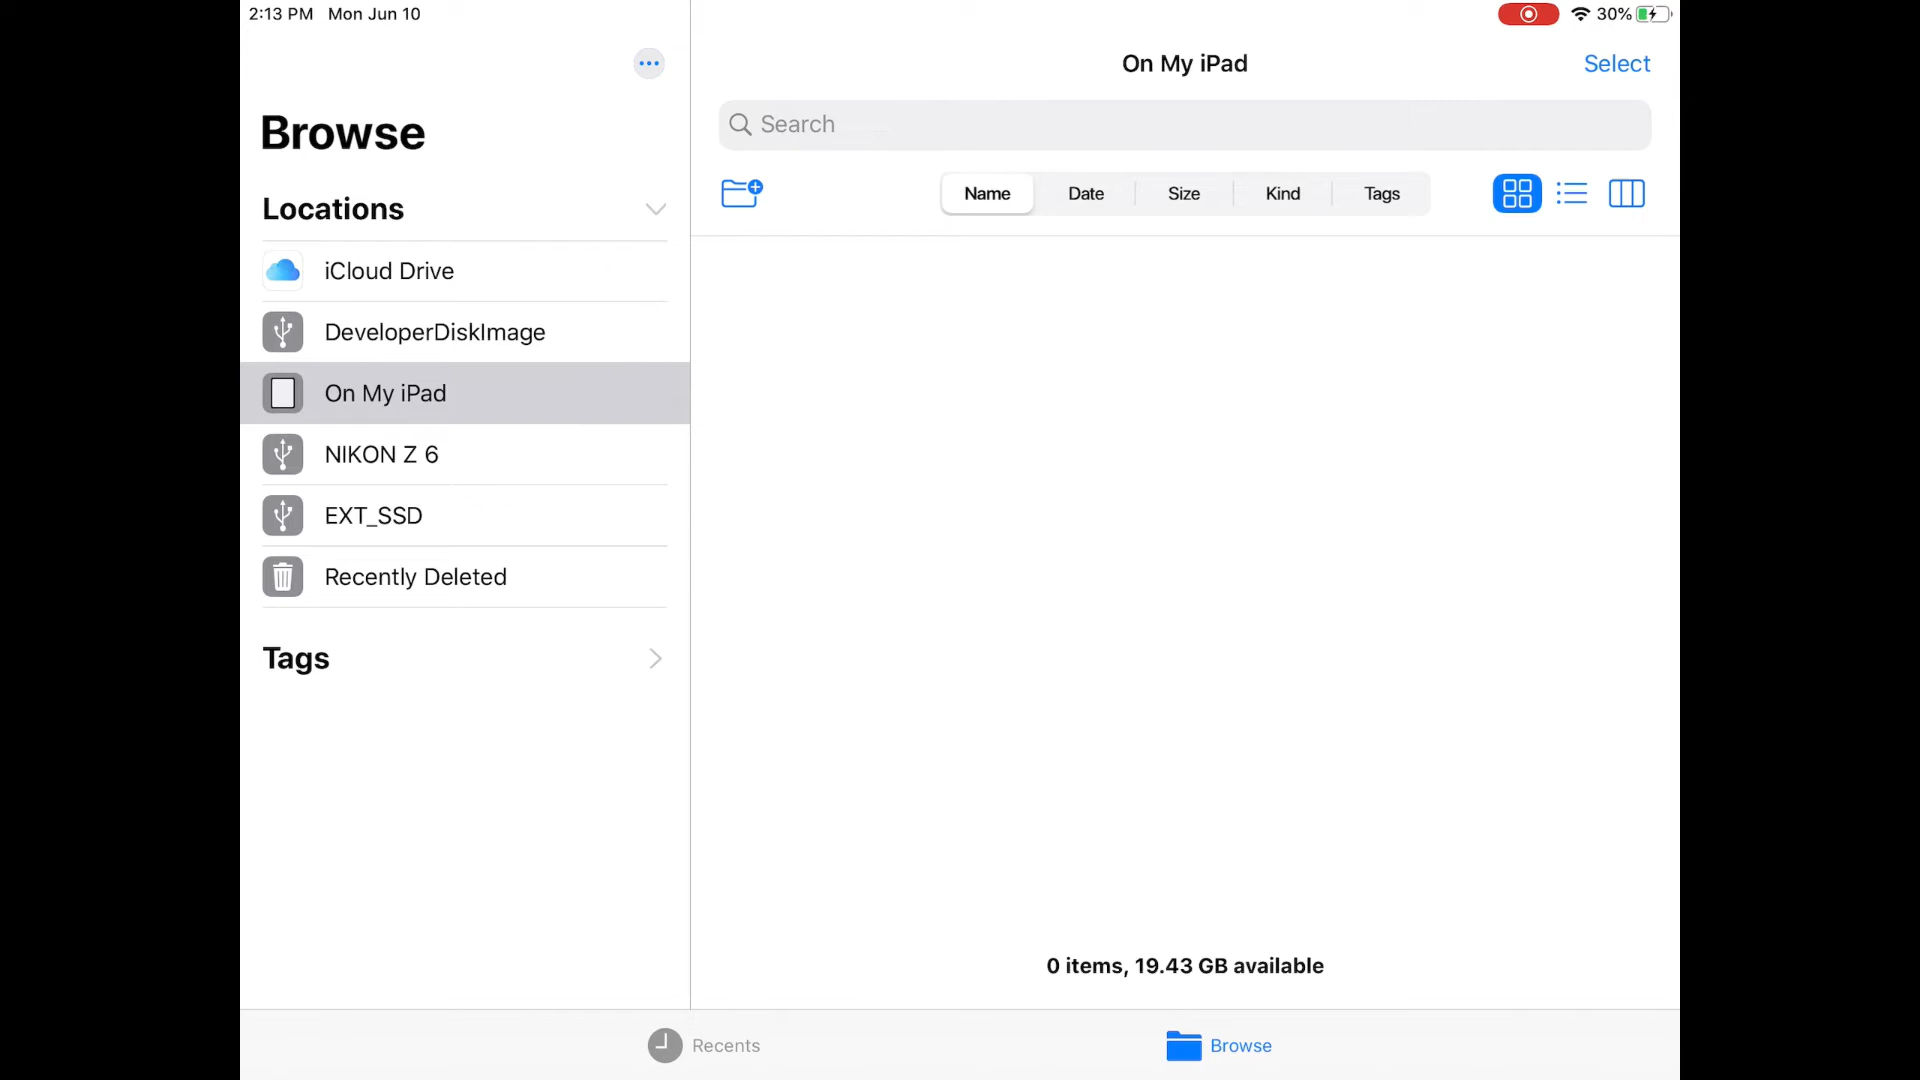 2:13 PM Mon Jun 10
30%
Browse
Locations
iCloud Drive
DeveloperDiskImage
On My iPad
NIKON Z 6
EXT_SSD
Recently Deleted
Tags
On My iPad
Select
Search
Name Date Size Kind Tags
0 items, 19.43 GB available
Recents
Browse